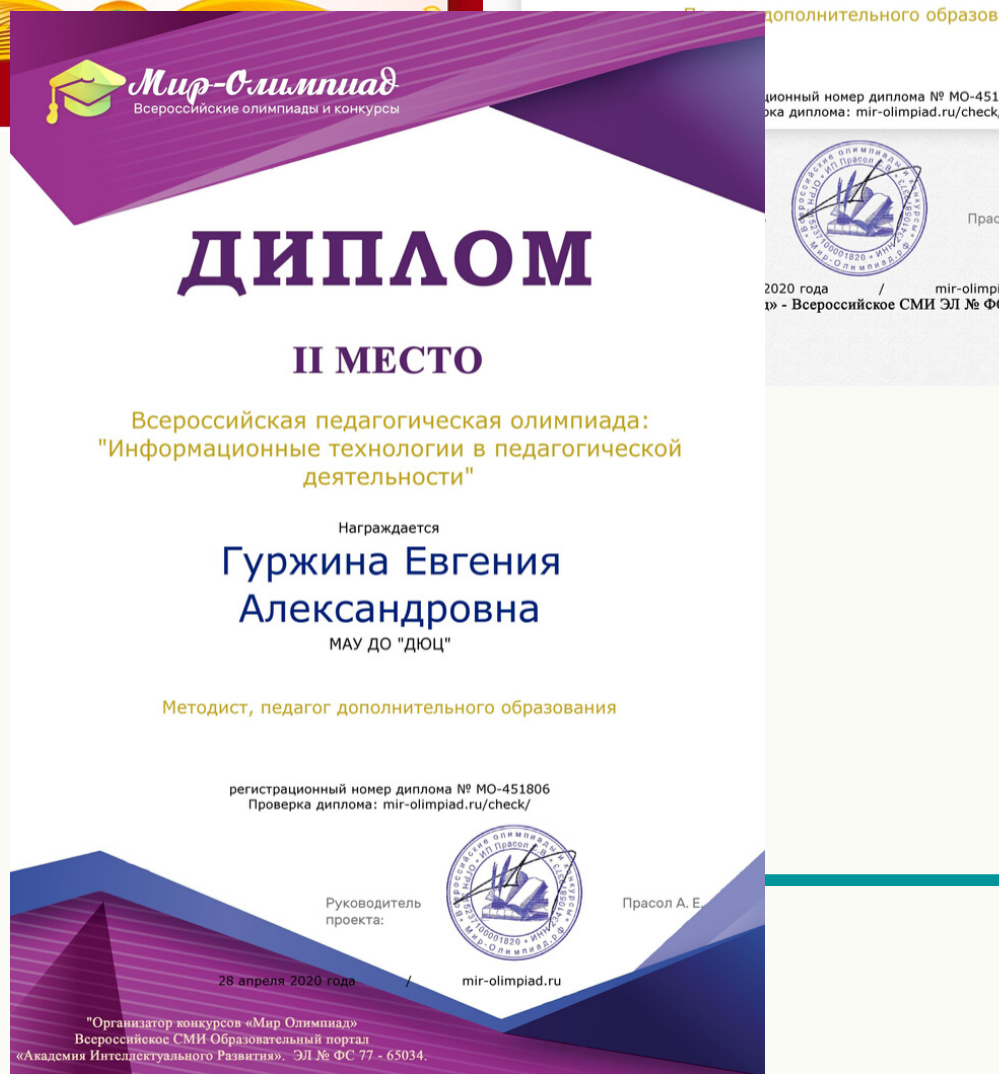 Мир-Олимпиад
Всероссийские олимпиады и конкурсы
ДИПЛОМ
II МЕСТО
Всероссийская педагогическая олимпиада:
"Информационные технологии в педагогической
деятельности"
Награждается
Гуржина Евгения
Александровна
МАУ ДО "ДЮЦ"
Методист, педагог дополнительного образования
регистрационный номер диплома № МО-451806
Проверка диплома: mir-olimpiad.ru/check/
Руководитель
проекта:
Прасол А. Е.
28 апреля 2020 года / mir-olimpiad.ru
"Организатор конкурсов «Мир Олимпиад»
Всероссийское СМИ Образовательный портал
«Академия Интеллектуального Развития». ЭЛ № ФС 77 - 65034.
дополнительного образов
ционный номер диплома № МО-451
рка диплома: mir-olimpiad.ru/check/
Прас
2020 года / mir-olimpi
» - Всероссийское СМИ ЭЛ № ФС